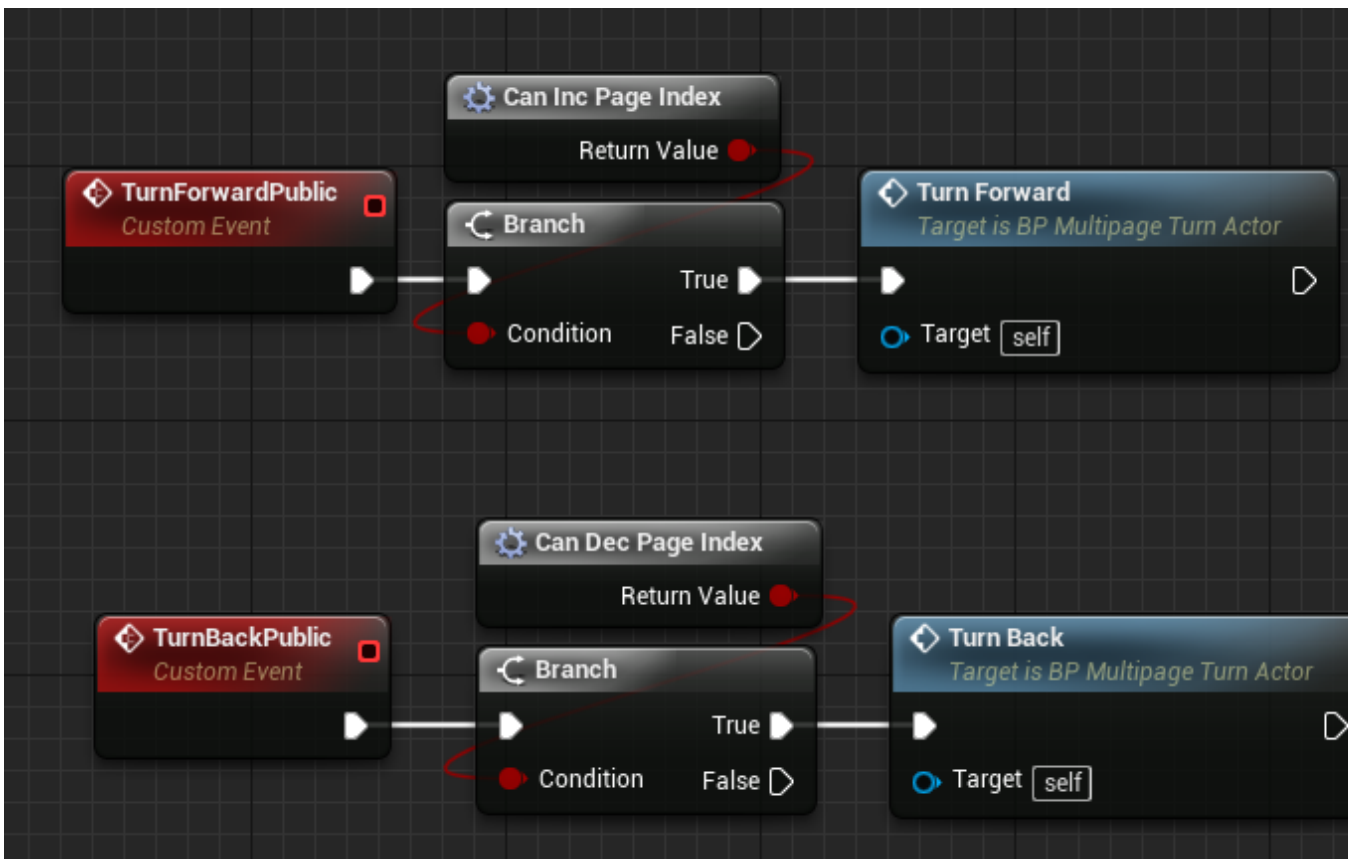 Can Inc Page Index
Return Value
TurnForwardPublic
Custom Event
Branch
True
Condition
False
Turn Forward
Target is BP Multipage Turn Actor
Target self
Can Dec Page Index
Return Value
TurnBackPublic
Custom Event
Branch
True
Condition
False
Turn Back
Target is BP Multipage Turn Actor
Target self